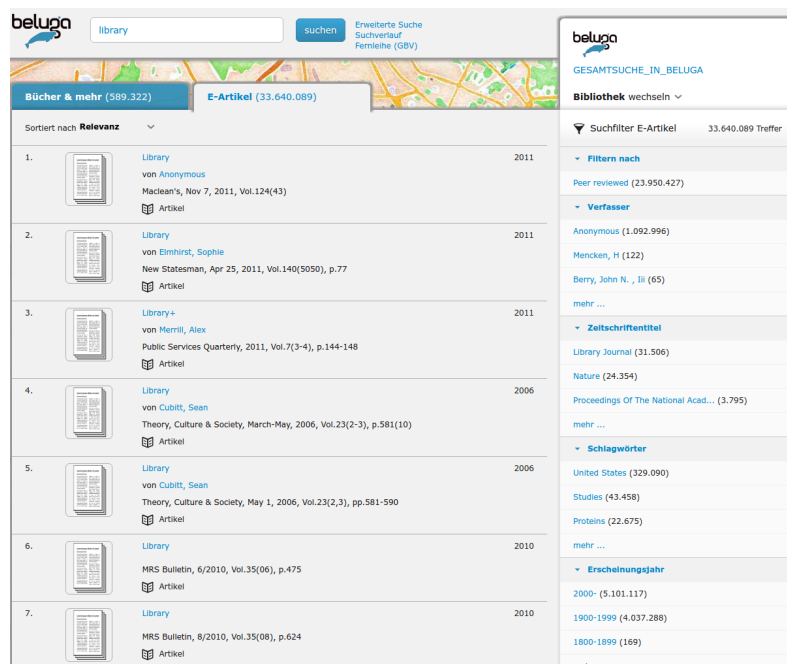 beluga
library
suchen
Erweiterte Suche
Suchverlauf
Fernleihe (GBV)
Bücher & mehr (589.322)
E-Artikel (33.640.089)
Sortiert nach Relevanz
1.
Library
2011
von Anonymous
Maclean's, Nov 7, 2011, Vol.124(43)
Artikel
2.
Library
2011
von Elmhirst, Sophie
New Statesman, Apr 25, 2011, Vol.140(5050), p.77
Artikel
3.
Library+
2011
von Merrill, Alex
Public Services Quarterly, 2011, Vol.7(3-4), p.144-148
Artikel
4.
Library
2006
von Cubitt, Sean
Theory, Culture & Society, March-May, 2006, Vol.23(2-3), p.581(10)
Artikel
5.
Library
2006
von Cubitt, Sean
Theory, Culture & Society, May 1, 2006, Vol.23(2,3), pp.581-590
Artikel
6.
Library
2010
MRS Bulletin, 6/2010, Vol.35(06), p.475
Artikel
7.
Library
2010
MRS Bulletin, 8/2010, Vol.35(08), p.624
Artikel
beluga
GESAMTSUCHE_IN_BELUGA
Bibliothek wechseln
Suchfilter E-Artikel
33.640.089 Treffer
Filtern nach
Peer reviewed (23.950.427)
Verfasser
Anonymous (1.092.996)
Mencken, H (122)
Berry, John N. , Iii (65)
mehr ...
Zeitschriftentitel
Library Journal (31.506)
Nature (24.354)
Proceedings Of The National Acad... (3.795)
mehr ...
Schlagwörter
United States (329.090)
Studies (43.458)
Proteins (22.675)
mehr ...
Erscheinungsjahr
2000- (5.101.117)
1900-1999 (4.037.288)
1800-1899 (169)